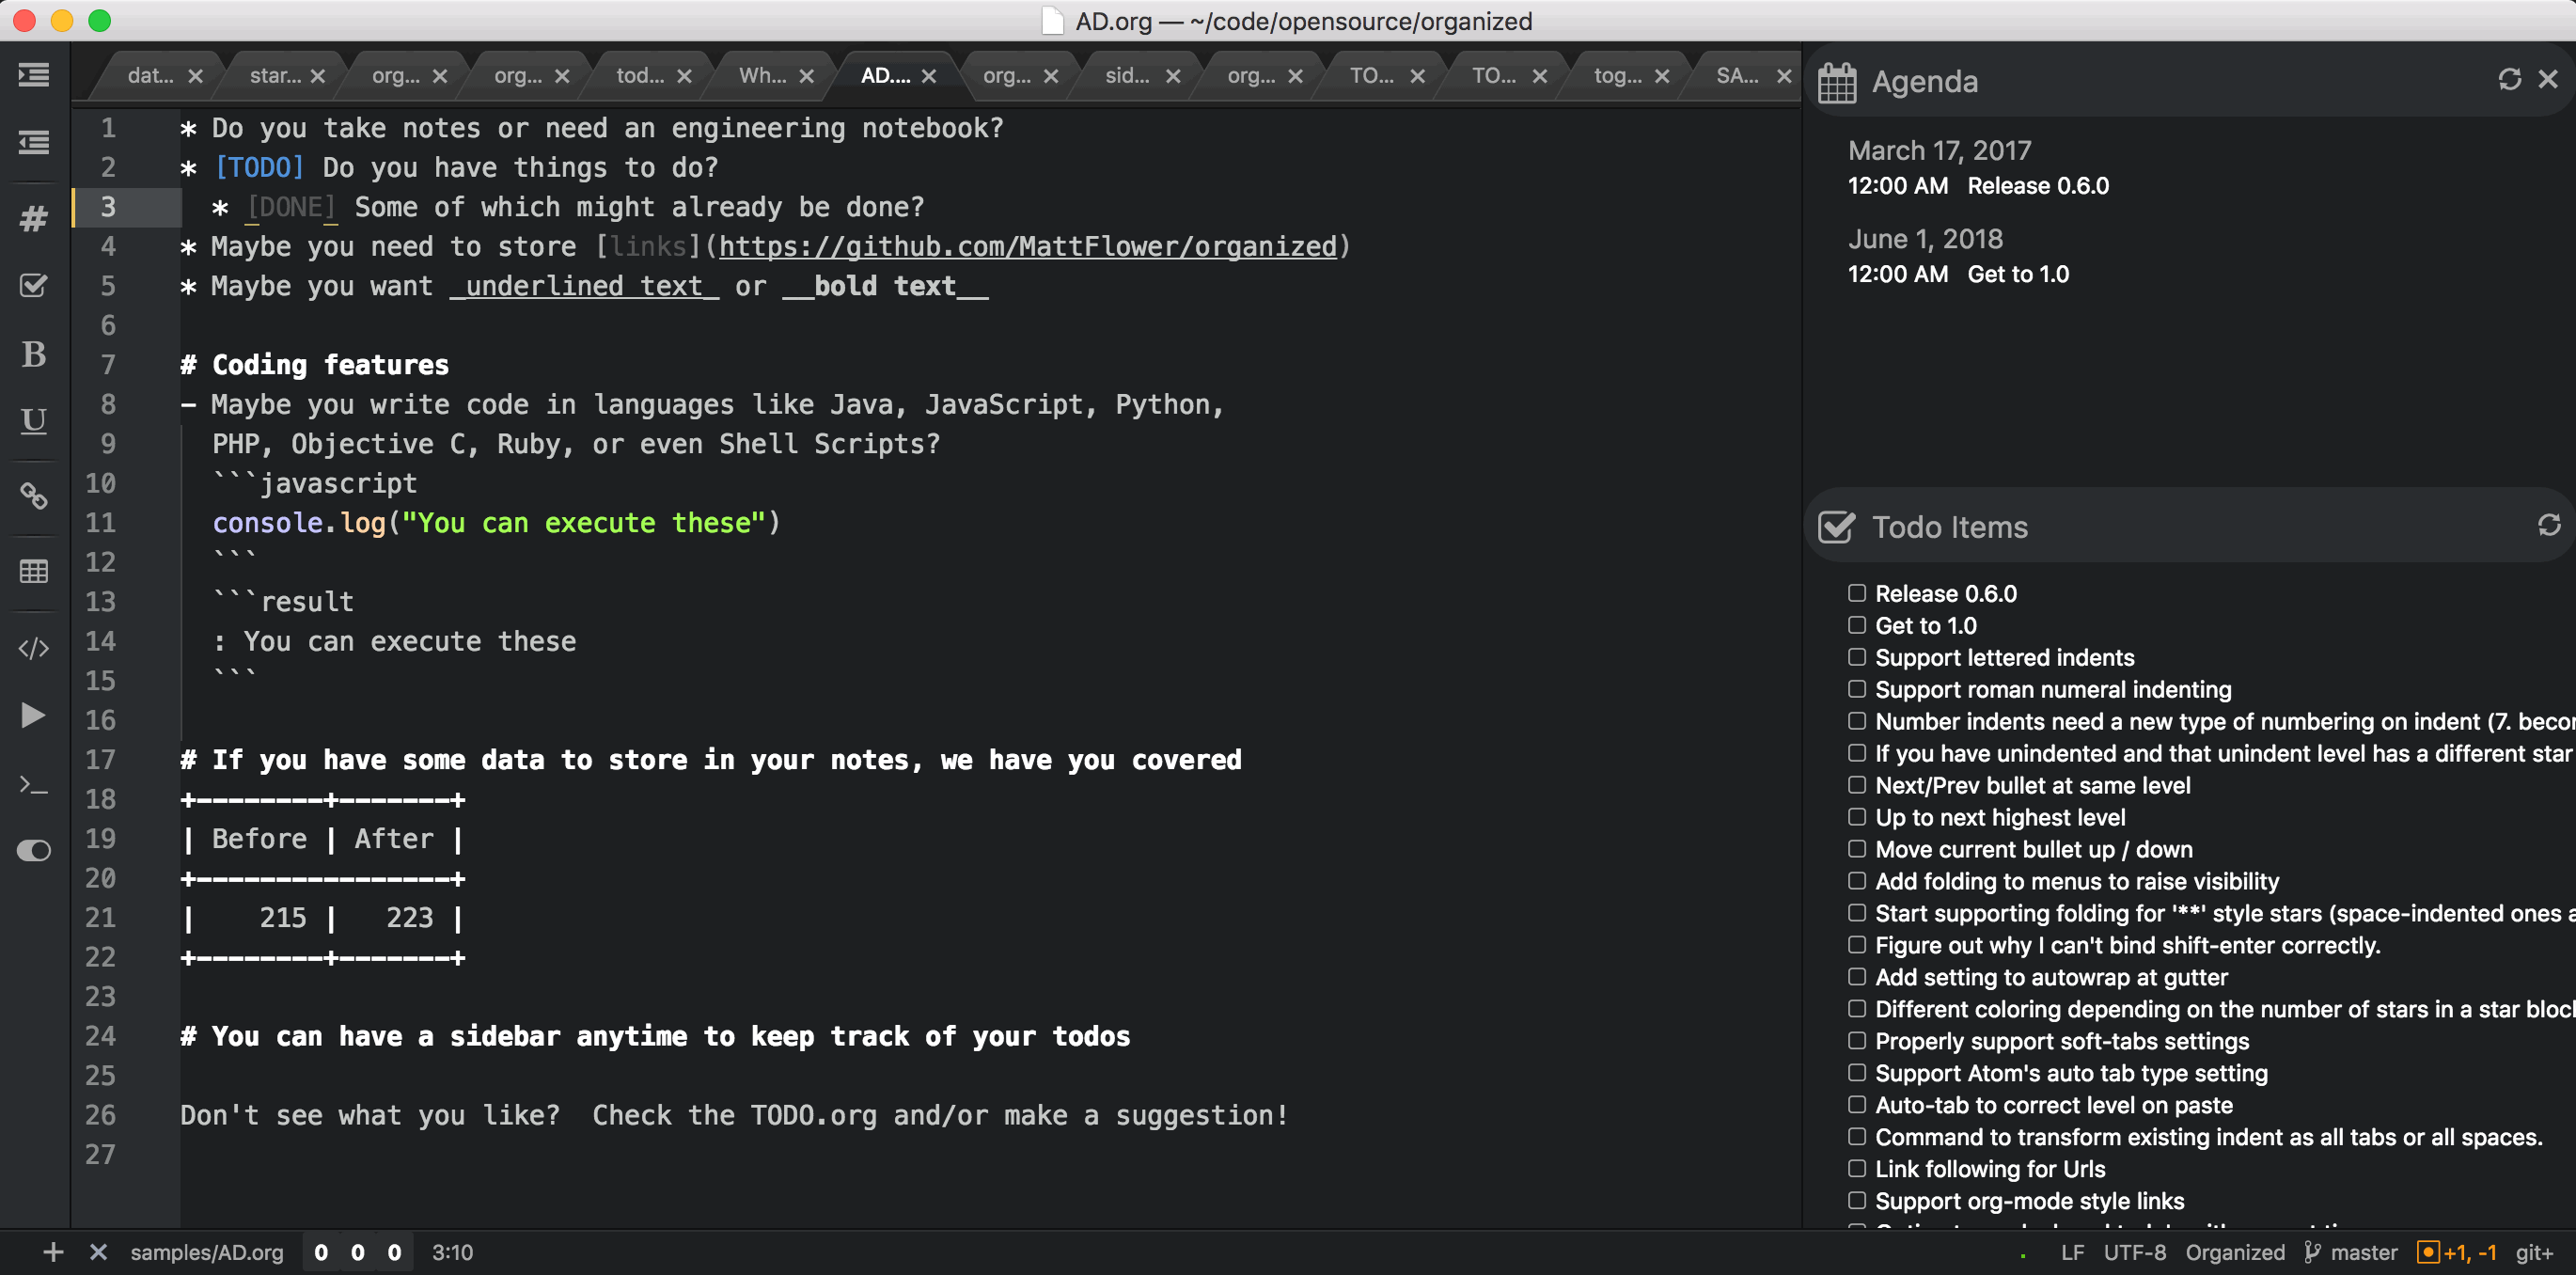 AD.org — ~/code/opensource/organized
dat... star... org... org... tod... Wh... AD.... org... sid... org... TO... TO... tog... SA...
1 * Do you take notes or need an engineering notebook?
2 * [TODO] Do you have things to do?
3 * [DONE] Some of which might already be done?
4 * Maybe you need to store [links](https://github.com/MattFlower/organized)
5 * Maybe you want _underlined text_ or __bold text__
6
7 # Coding features
8 - Maybe you write code in languages like Java, JavaScript, Python,
9 PHP, Objective C, Ruby, or even Shell Scripts?
10 ```javascript
11 console.log("You can execute these")
12 ```
13 ```result
14 : You can execute these
15 ```
16
17 # If you have some data to store in your notes, we have you covered
18 +--------+-------+
19 | Before | After |
20 +----------------+
21 |    215 |   223 |
22 +--------+-------+
23
24 # You can have a sidebar anytime to keep track of your todos
25
26 Don't see what you like?  Check the TODO.org and/or make a suggestion!
27
Agenda
March 17, 2017
12:00 AM Release 0.6.0
June 1, 2018
12:00 AM Get to 1.0
Todo Items
Release 0.6.0
Get to 1.0
Support lettered indents
Support roman numeral indenting
Number indents need a new type of numbering on indent (7. becor
If you have unindented and that unindent level has a different star
Next/Prev bullet at same level
Up to next highest level
Move current bullet up / down
Add folding to menus to raise visibility
Start supporting folding for '**' style stars (space-indented ones a
Figure out why I can't bind shift-enter correctly.
Add setting to autowrap at gutter
Different coloring depending on the number of stars in a star block
Properly support soft-tabs settings
Support Atom's auto tab type setting
Auto-tab to correct level on paste
Command to transform existing indent as all tabs or all spaces.
Link following for Urls
Support org-mode style links
samples/AD.org 0 0 0 3:10
LF UTF-8 Organized master +1, -1 git+